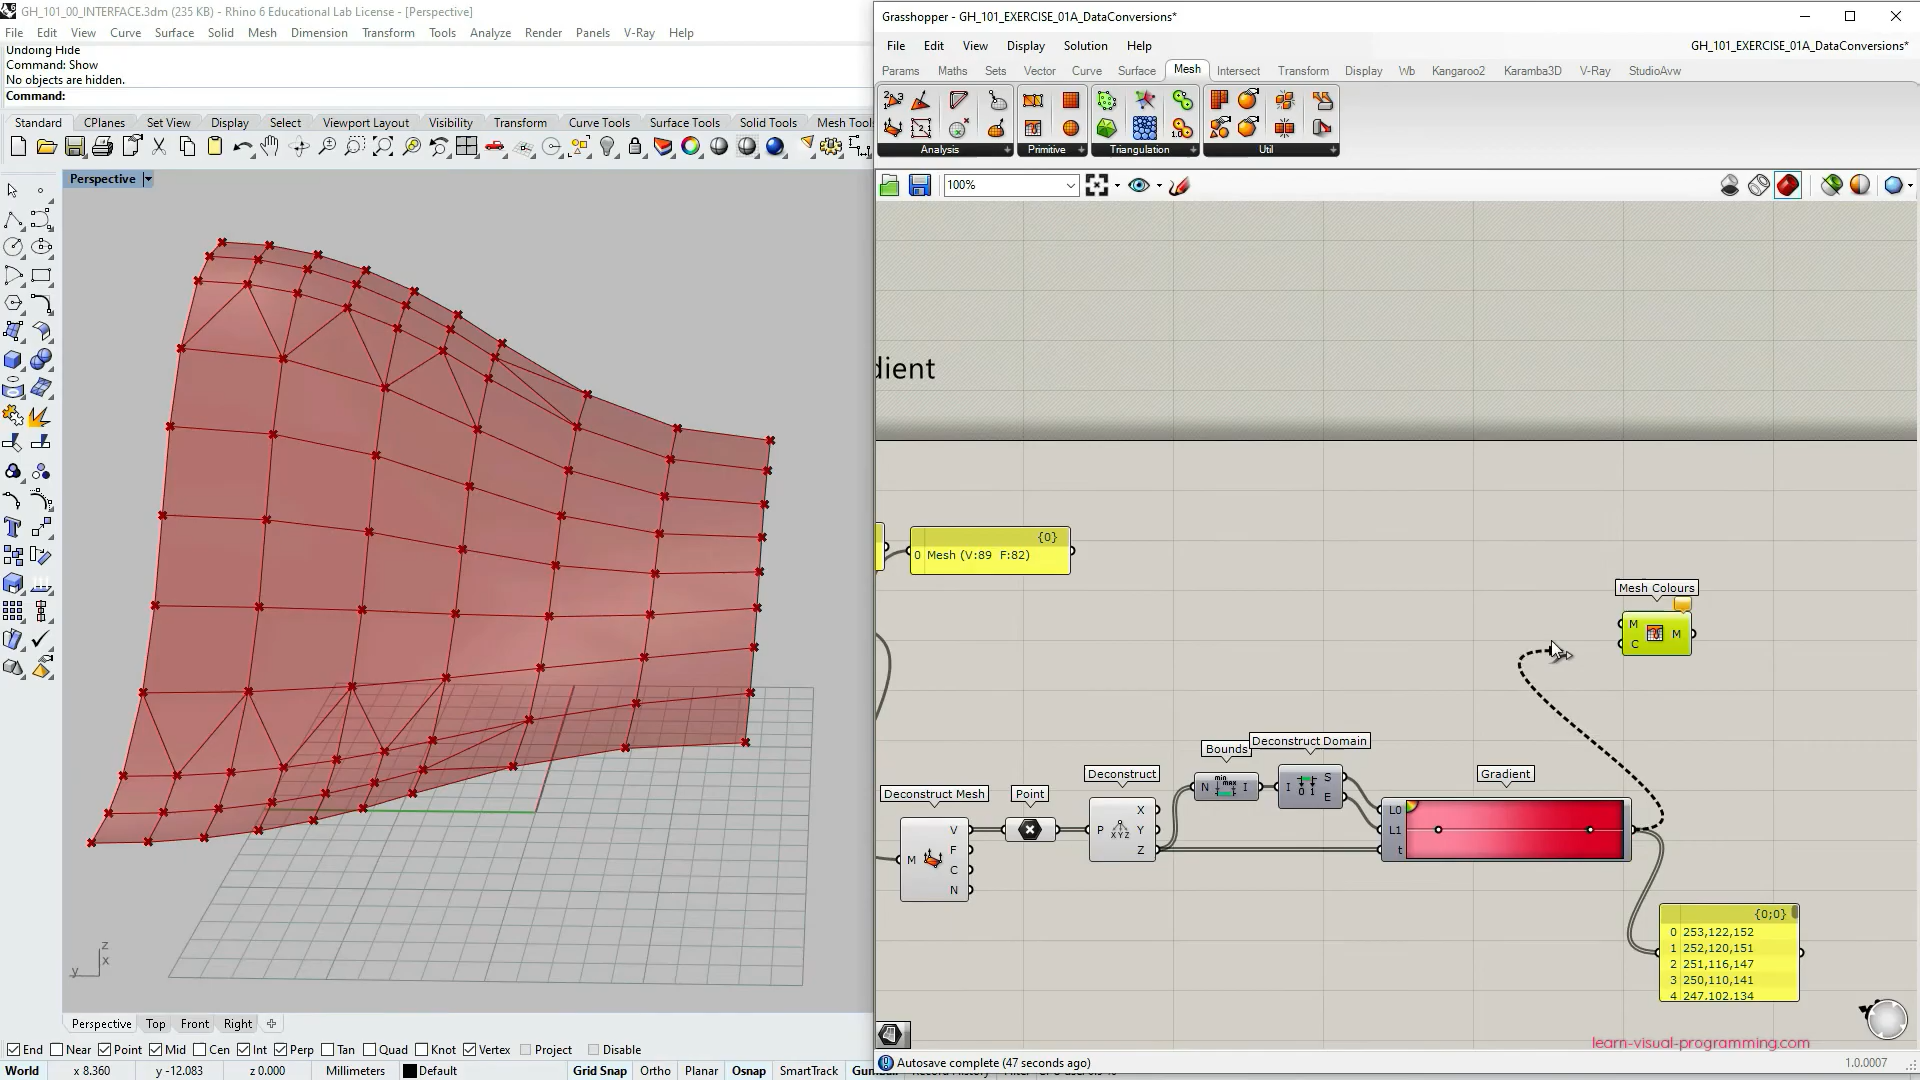 GH_101_00_INTERFACE.3dm (235 KB) - Rhino 6 Educational Lab License - [Perspective]
File Edit View Curve Surface Solid Mesh Dimension Transform Tools Analyze Render Panels V-Ray Help
Undoing Hide
Command: Show
No objects are hidden.
Command:
Standard CPlanes Set View Display Select Viewport Layout Visibility Transform Curve Tools Surface Tools Solid Tools Mesh Tools
Perspective
z
y x
Perspective Top Front Right
End Near Point Mid Cen Int Perp Tan Quad Knot Vertex Project Disable
World x 8.360 y -12.083 z 0.000 Millimeters Default Grid Snap Ortho Planar Osnap SmartTrack
Grasshopper - GH_101_EXERCISE_01A_DataConversions*
File Edit View Display Solution Help GH_101_EXERCISE_01A_DataConversions*
Params Maths Sets Vector Curve Surface Mesh Intersect Transform Display Wb Kangaroo2 Karamba3D V-Ray StudioAvw
Analysis Primitive Triangulation Util
100%
dient
{0}
0 Mesh (V:89 F:82)
Mesh Colours
M M
C
Bounds
Deconstruct Domain
Deconstruct Mesh
Point
Deconstruct
Gradient
N min max I
I 0 1 S
E
M V
F
C
N
P XYZ X
Y
Z
L0
L1
t
{0;0}
0 253,122,152
1 252,120,151
2 251,116,147
3 250,110,141
4 247,102,134
learn-visual-programming.com
Autosave complete (47 seconds ago)
1.0.0007